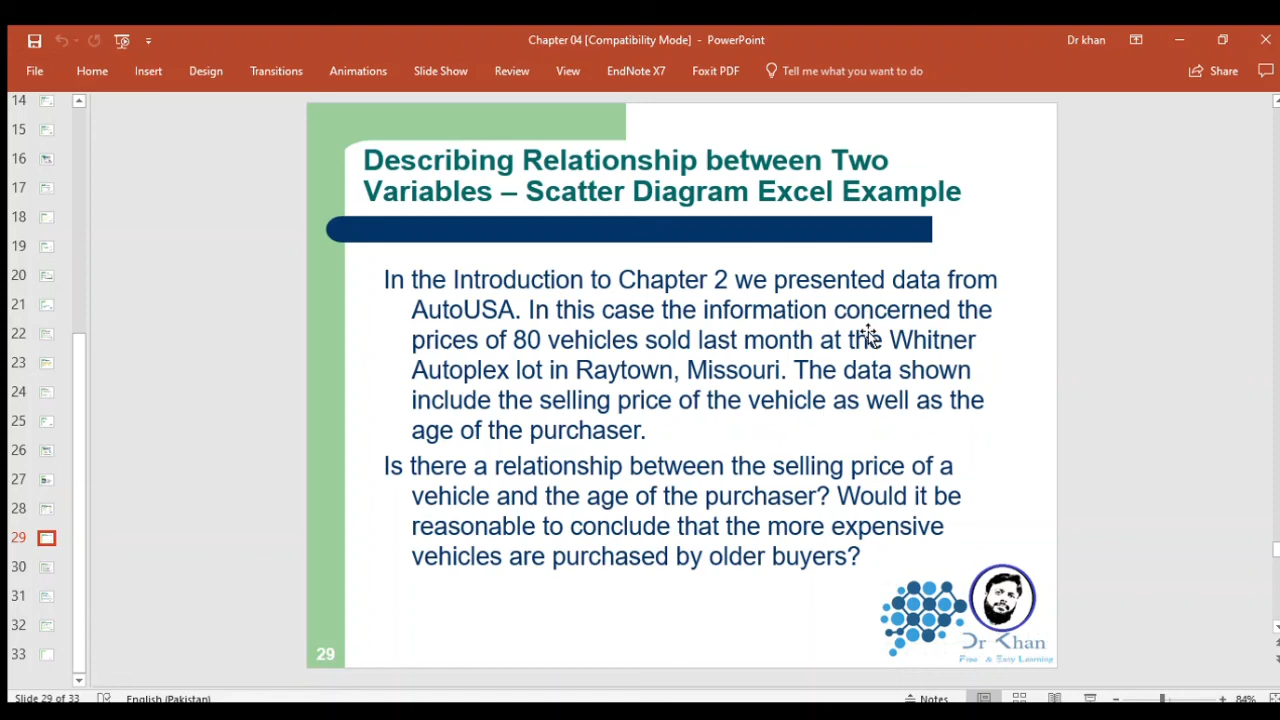 Chapter 04 [Compatibility Mode] - PowerPoint
Dr khan
File Home Insert Design Transitions Animations Slide Show Review View EndNote X7 Foxit PDF Tell me what you want to do Share
14
15
16
17
18
19
20
21
22
23
24
25
26
27
28
29
30
31
32
33
Describing Relationship between Two
Variables – Scatter Diagram Excel Example
In the Introduction to Chapter 2 we presented data from
AutoUSA. In this case the information concerned the
prices of 80 vehicles sold last month at the Whitner
Autoplex lot in Raytown, Missouri. The data shown
include the selling price of the vehicle as well as the
age of the purchaser.
Is there a relationship between the selling price of a
vehicle and the age of the purchaser? Would it be
reasonable to conclude that the more expensive
vehicles are purchased by older buyers?
29
Dr Khan
Free & Easy Learning
Slide 29 of 33 English (Pakistan) Notes 84%